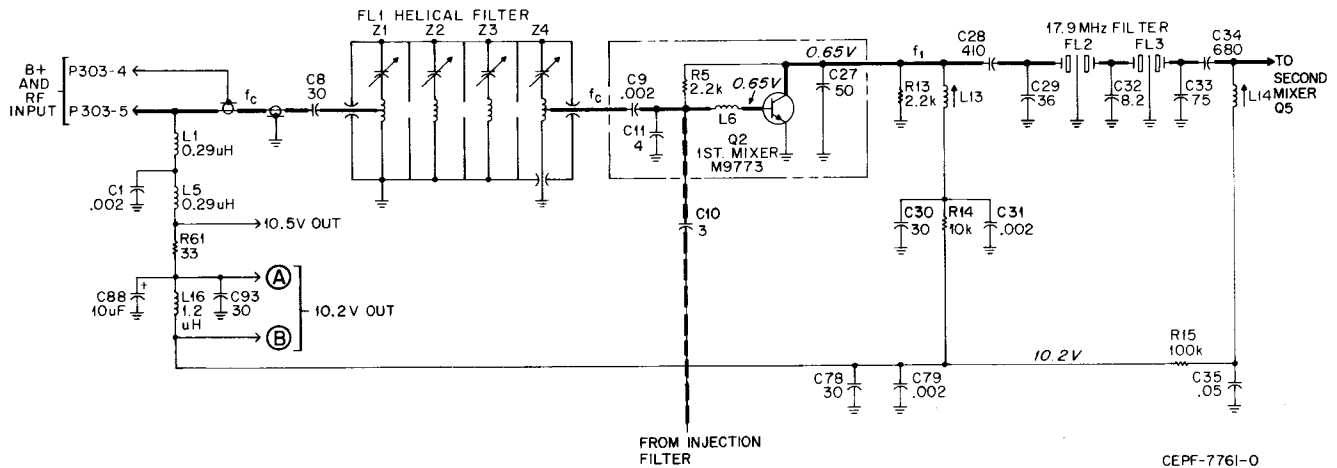 FL1 HELICAL FILTER
Z1 Z2 Z3 Z4
B+
AND
RF
INPUT
P303-4
P303-5
fc
C8
30
fc
C9
.002
C11
4
R5
2.2k
0.65V
L6
Q2
1ST. MIXER
M9773
0.65V
C27
50
f1
R13
2.2k
L13
C28
410
17.9MHz FILTER
FL2 FL3
C29
36
C32
8.2
C33
75
C34
680
L14
TO
SECOND
MIXER
Q5
L1
0.29uH
C1
.002
L5
0.29uH
10.5V OUT
R61
33
A
C88
10uF
+
L16
1.2
uH
C93
30
10.2V OUT
B
C10
3
C30
30
R14
10k
C31
.002
C78
30
C79
.002
10.2V
R15
100k
C35
.05
FROM INJECTION
FILTER
CEPF-7761-O